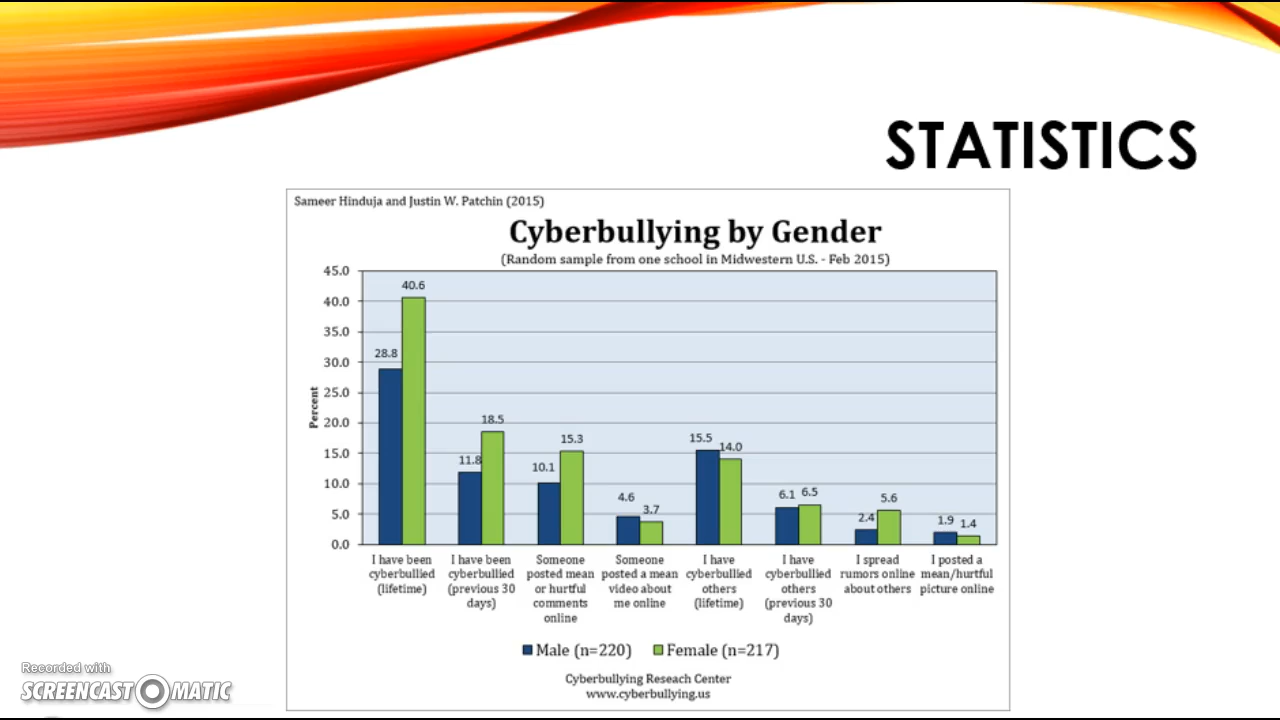 STATISTICS
Sameer Hinduja and Justin W. Patchin (2015)
Cyberbullying by Gender
(Random sample from one school in Midwestern U.S. - Feb 2015)
Percent
45.0
40.0
35.0
30.0
25.0
20.0
15.0
10.0
5.0
0.0
28.8
40.6
11.8
18.5
10.1
15.3
4.6
3.7
15.5
14.0
6.1
6.5
2.4
5.6
1.9
1.4
I have been
cyberbullied
(lifetime)
I have been
cyberbullied
(previous 30
days)
Someone
posted mean
or hurtful
comments
online
Someone
posted a mean
video about
me online
I have
cyberbullied
others
(lifetime)
I have
cyberbullied
others
(previous 30
days)
I spread
rumors online
about others
I posted a
mean/hurtful
picture online
Male (n=220)
Female (n=217)
Cyberbullying Reseach Center
www.cyberbullying.us
Recorded with
SCREENCAST MATIC